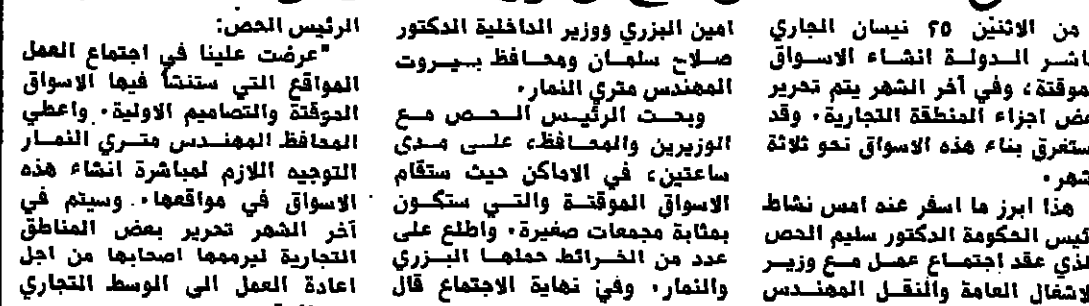 من الاثنين ٢٥ نيسان الجاري
اشر الدولة انشاء الاسواق
موقتة، وفي آخر الشهر يتم تحرير
عض اجزاء المنطقة التجارية. وقد
ستغرق بناء هذه الاسواق نحو ثلاثة
شهر.
هذا ابرز ما اسفر عنه امس نشاط
ئيس الحكومة الدكتور سليم الحص
لذي عقد اجتماع عمل مع وزير
لاشغال العامة والنقل المهندس
امين البزري ووزير الداخلية الدكتور
صلاح سلمان ومحافظ بيروت
المهندس متري النمار.
وبحث الرئيس الحص مع
الوزيرين والمحافظ، على مدى
ساعتين، في الاماكن حيث ستقام
الاسواق الموقتة والتي ستكون
بمثابة مجمعات صغيرة. واطلع على
عدد من الخرائط حملها البزري
والنمار. وفي نهاية الاجتماع قال
الرئيس الحص:
"عرضت علينا في اجتماع العمل
المواقع التي ستنشأ فيها الاسواق
الموقتة والتصاميم الاولية. واعطي
المحافظ المهندس متري النمار
التوجيه اللازم لمباشرة انشاء هذه
الاسواق في مواقعها. وسيتم في
آخر الشهر تحرير بعض المناطق
التجارية ليرممها اصحابها من اجل
اعادة العمل الى الوسط التجاري